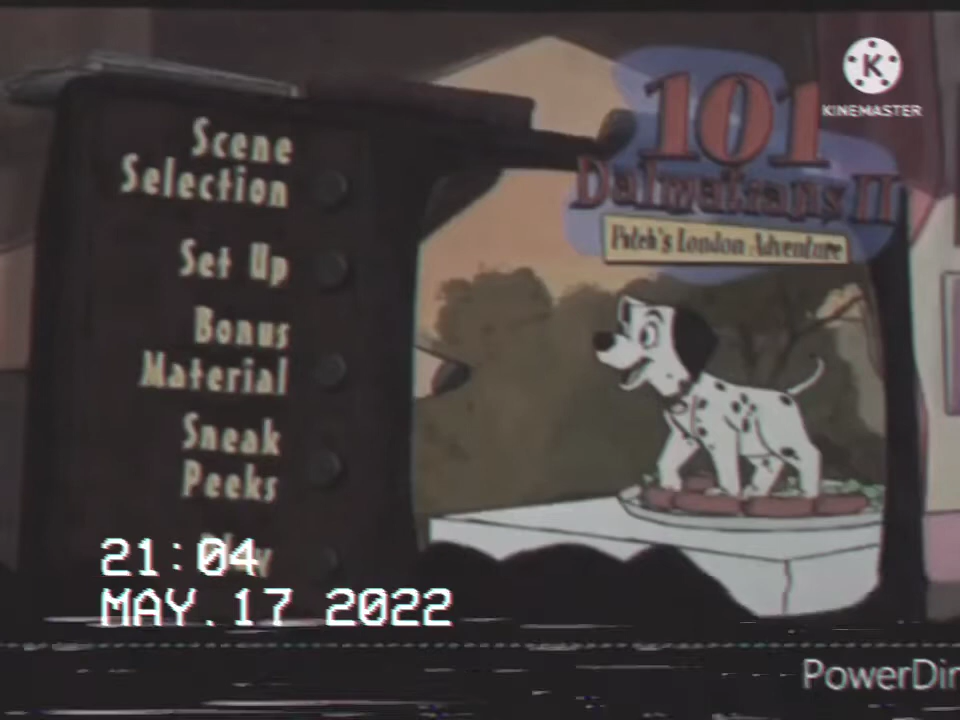 Scene
Selection
Set Up
Bonus
Material
Sneak
Peeks
101
Dalmatians II
Patch's London Adventure
K
KINEMASTER
21:04
MAY.17 2022
PowerDir